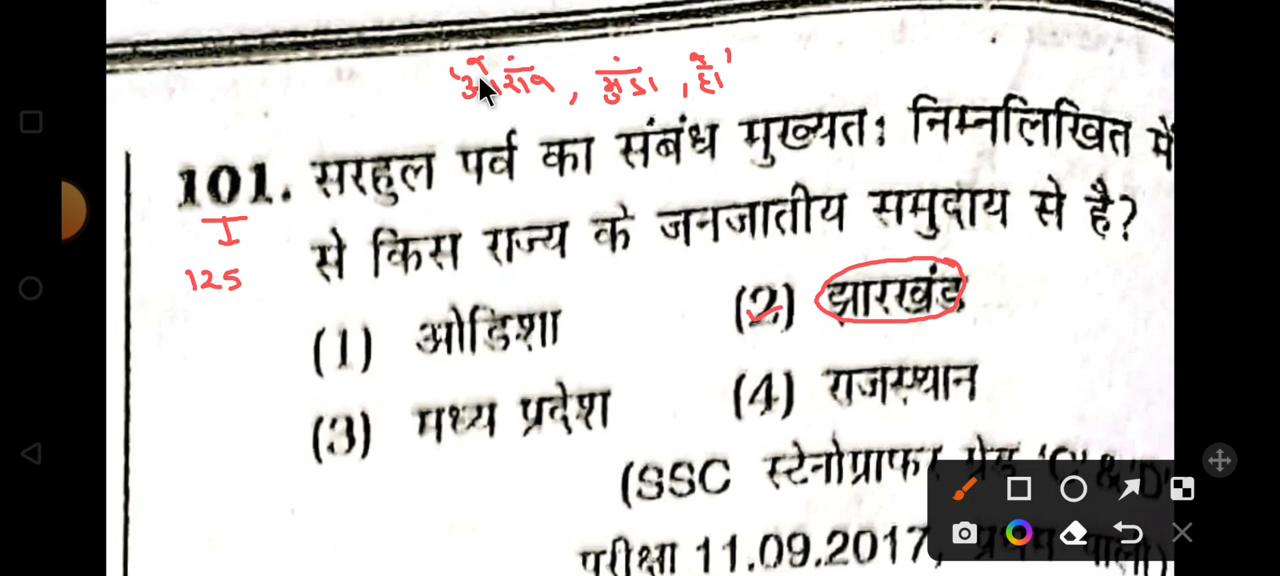 उरांव, मुंडा, हो
101. सरहुल पर्व का संबंध मुख्यतः निम्नलिखित में
I
125
से किस राज्य के जनजातीय समुदाय से है?
(1) ओडिशा (2) झारखंड
(3) मध्य प्रदेश (4) राजस्थान
(SSC स्टेनोग्राफर ग्रेड 'C' & 'D'
परीक्षा 11.09.2017, प्रथम पाली)